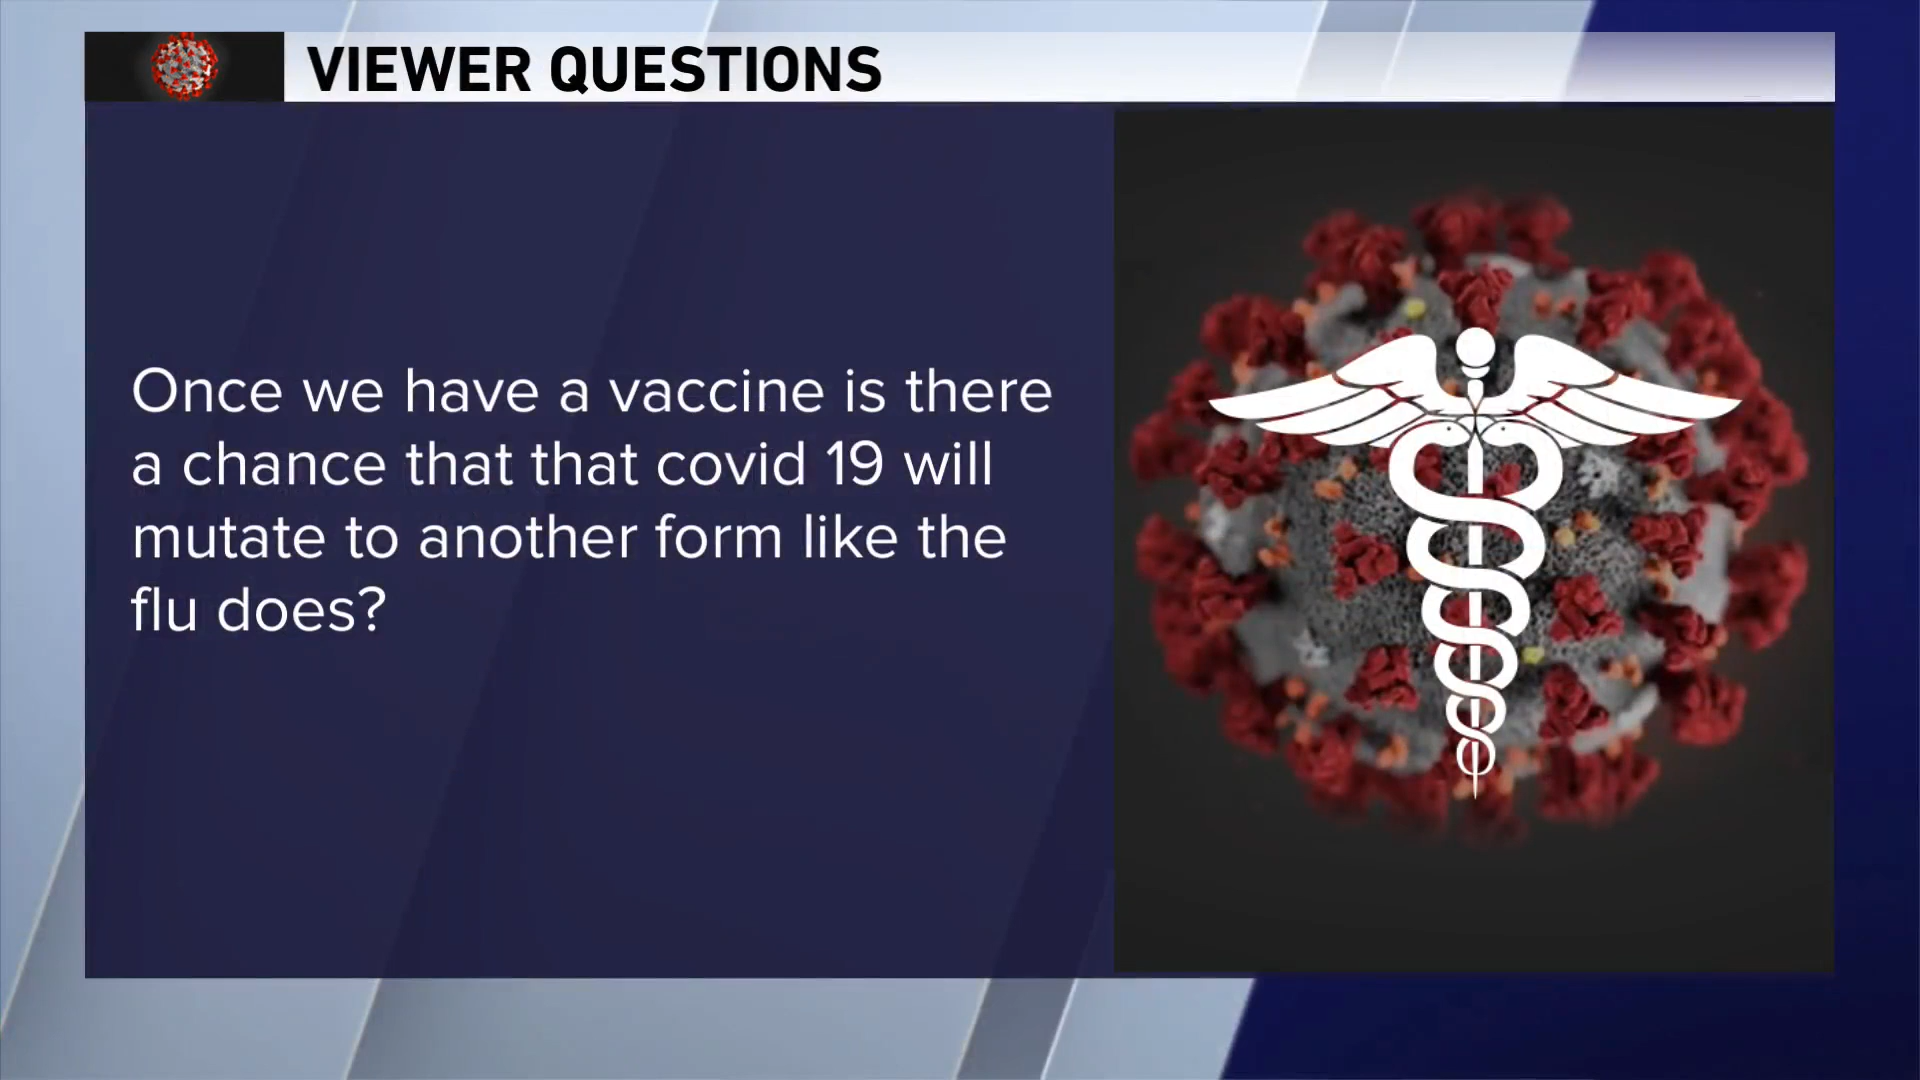 VIEWER QUESTIONS
Once we have a vaccine is there
a chance that that covid 19 will
mutate to another form like the
flu does?